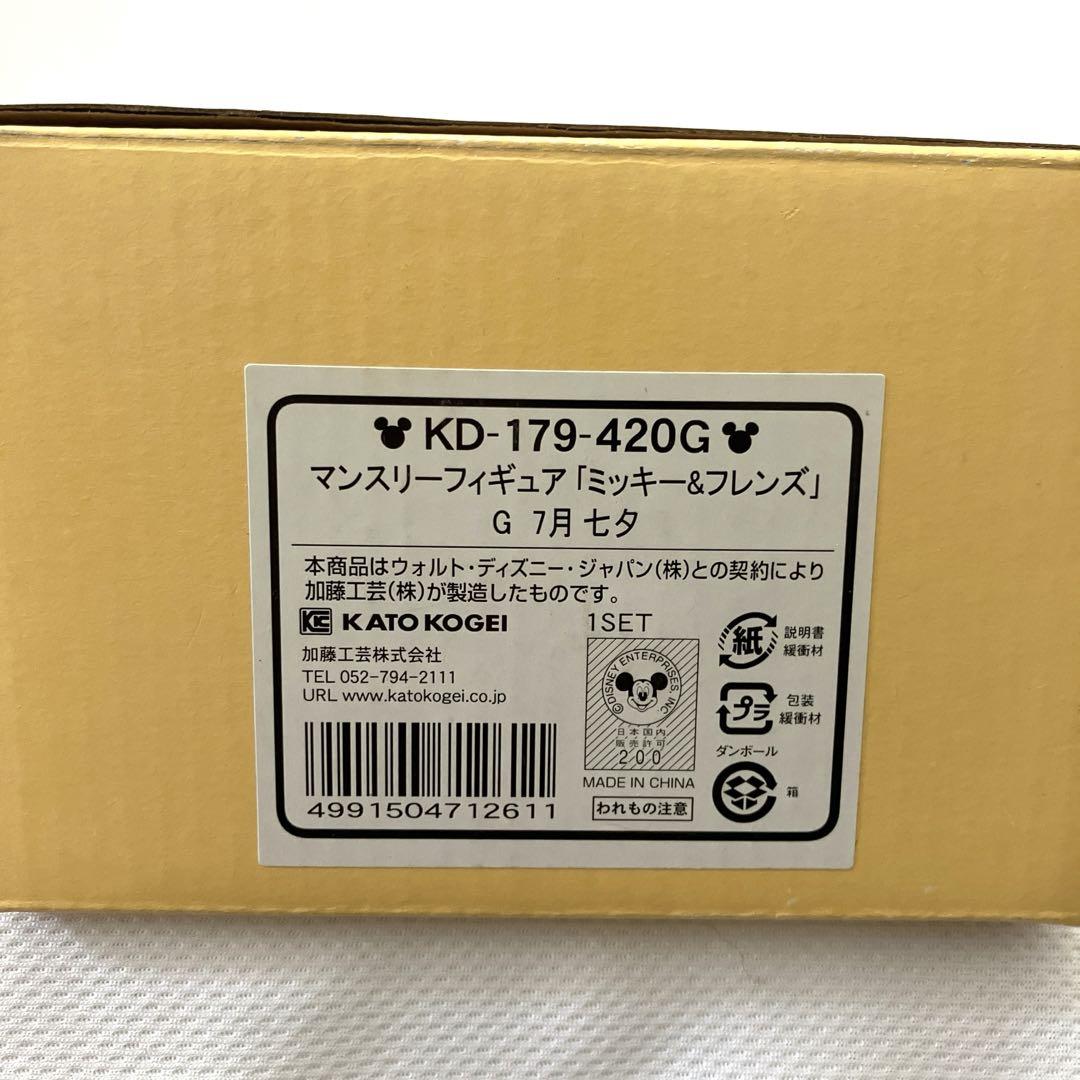 KD-179-420G
マンスリーフィギュア「ミッキー&フレンズ」
G 7月 七夕
本商品はウォルト・ディズニー・ジャパン(株)との契約により
加藤工芸(株)が製造したものです。
KC KATO KOGEI
加藤工芸株式会社
TEL 052-794-2111
URL www.katokogei.co.jp
4991504712611
1SET
©DISNEY ENTERPRISES, INC.
日本国内
販売許可
200
MADE IN CHINA
われもの注意
紙
説明書
緩衝材
プラ
包装
緩衝材
ダンボール
箱